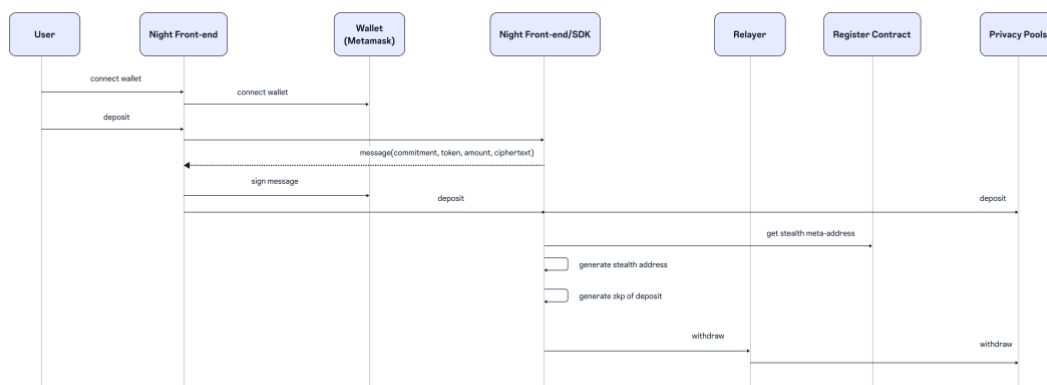 User
Night Front-end
Wallet
(Metamask)
Night Front-end/SDK
Relayer
Register Contract
Privacy Pools
connect wallet
connect wallet
deposit
message(commitment, token, amount, ciphertext)
sign message
deposit
deposit
get stealth meta-address
generate stealth address
generate zkp of deposit
withdraw
withdraw